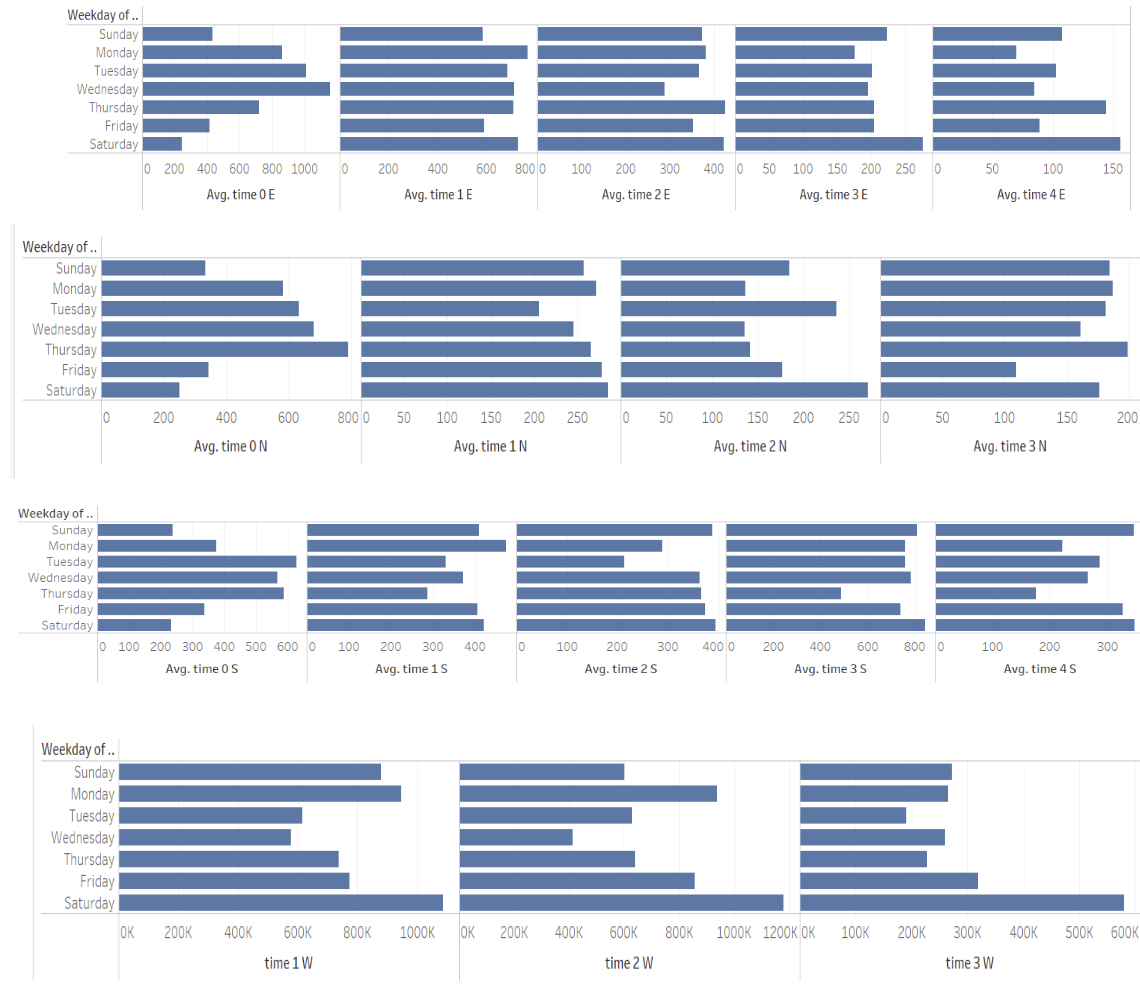 Weekday of ..
Sunday
Monday
Tuesday
Wednesday
Thursday
Friday
Saturday
0 200 400 600 800 1000 0 200 400 600 800 0 100 200 300 400 0 50 100 150 200 250 0 50 100 150
Avg. time 0 E Avg. time 1 E Avg. time 2 E Avg. time 3 E Avg. time 4 E
Weekday of ..
Sunday
Monday
Tuesday
Wednesday
Thursday
Friday
Saturday
0 200 400 600 800 0 50 100 150 200 250 0 50 100 150 200 250 0 50 100 150 200
Avg. time 0 N Avg. time 1 N Avg. time 2 N Avg. time 3 N
Weekday of ..
Sunday
Monday
Tuesday
Wednesday
Thursday
Friday
Saturday
0 100 200 300 400 500 600 0 100 200 300 400 0 100 200 300 400 0 200 400 600 800 0 100 200 300
Avg. time 0 S Avg. time 1 S Avg. time 2 S Avg. time 3 S Avg. time 4 S
Weekday of ..
Sunday
Monday
Tuesday
Wednesday
Thursday
Friday
Saturday
0K 200K 400K 600K 800K 1000K 0K 200K 400K 600K 800K 1000K 1200K 0K 100K 200K 300K 400K 500K 600K
time 1 W time 2 W time 3 W